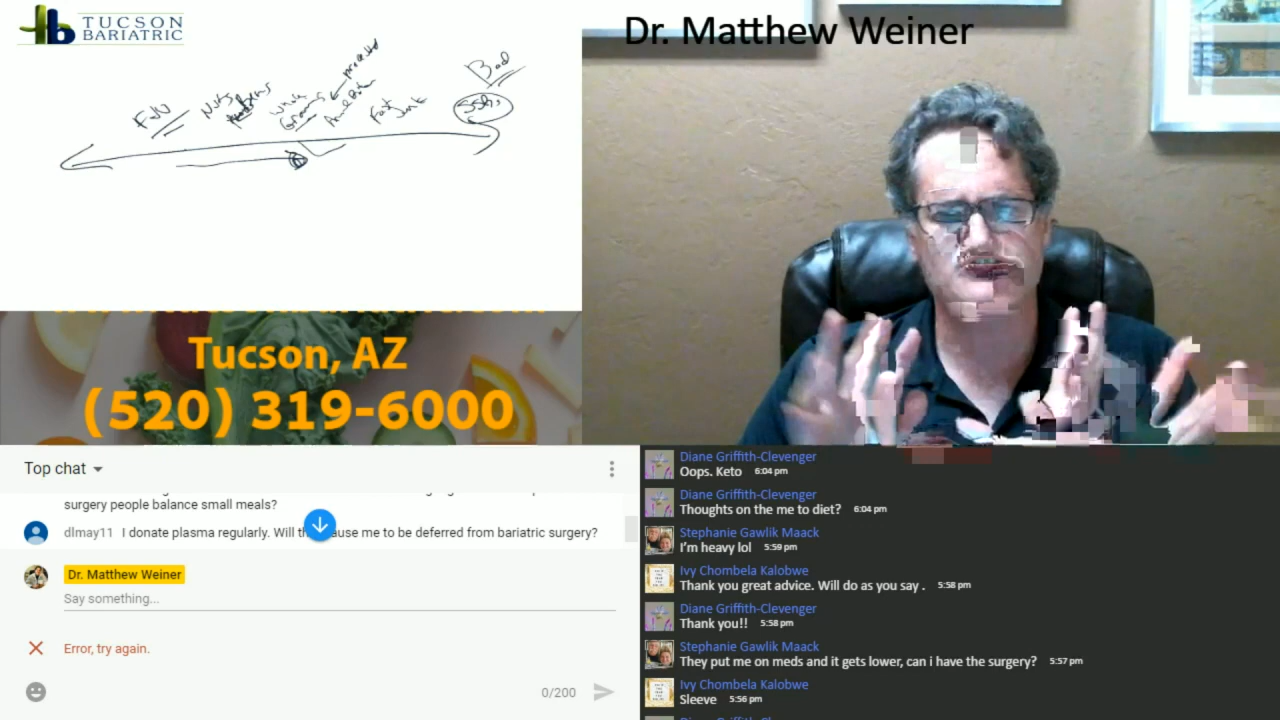 TUCSON
BARIATRIC
Dr. Matthew Weiner
Bad
Nuts
processed
Fast
Tucson, AZ
(520) 319-6000
Top chat
surgery people balance small meals?
dlmay11 I donate plasma regularly. Will ause me to be deferred from bariatric surgery?
Dr. Matthew Weiner
Say something...
Error, try again.
0/200
Diane Griffith-Clevenger
Oops. Keto 6:04 pm
Diane Griffith-Clevenger
Thoughts on the me to diet? 6:04 pm
Stephanie Gawlik Maack
I'm heavy lol 5:59 pm
Ivy Chombela Kalobwe
Thank you great advice. Will do as you say . 5:58 pm
Diane Griffith-Clevenger
Thank you!! 5:58 pm
Stephanie Gawlik Maack
They put me on meds and it gets lower, can i have the surgery? 5:57 pm
Ivy Chombela Kalobwe
Sleeve 5:56 pm